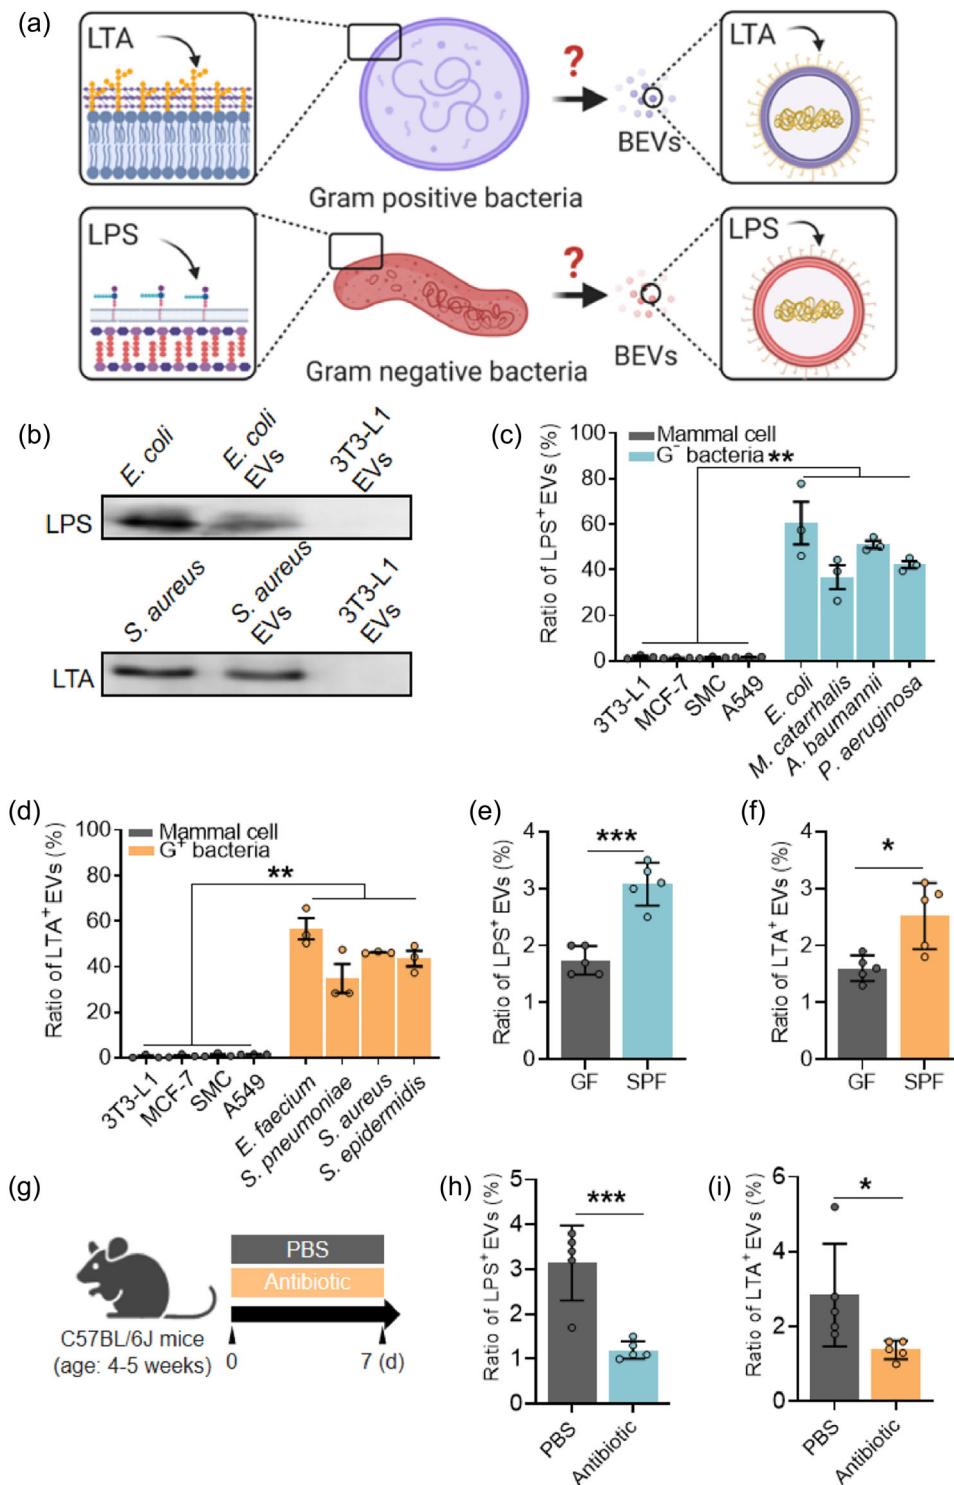 (a)
LTA
?
BEVs
LTA
Gram positive bacteria
LPS
?
BEVs
LPS
Gram negative bacteria
(b)
E. coli
E. coli EVs
3T3-L1 EVs
LPS
S. aureus
S. aureus EVs
3T3-L1 EVs
LTA
(c)
Mammal cell
G⁻ bacteria
**
Ratio of LPS⁺ EVs (%)
100
80
60
40
20
0
3T3-L1
MCF-7
SMC
A549
E. coli
M. catarrhalis
A. baumannii
P. aeruginosa
(d)
Mammal cell
G⁺ bacteria
**
Ratio of LTA⁺ EVs (%)
100
80
60
40
20
0
3T3-L1
MCF-7
SMC
A549
E. faecium
S. pneumoniae
S. aureus
S. epidermidis
(e)
***
Ratio of LPS⁺ EVs (%)
4
3
2
1
0
GF
SPF
(f)
*
Ratio of LTA⁺ EVs (%)
4
3
2
1
0
GF
SPF
(g)
PBS
Antibiotic
C57BL/6J mice
(age: 4-5 weeks)
0
7 (d)
(h)
***
Ratio of LPS⁺ EVs (%)
5
4
3
2
1
0
PBS
Antibiotic
(i)
*
Ratio of LTA⁺ EVs (%)
6
4
2
0
PBS
Antibiotic